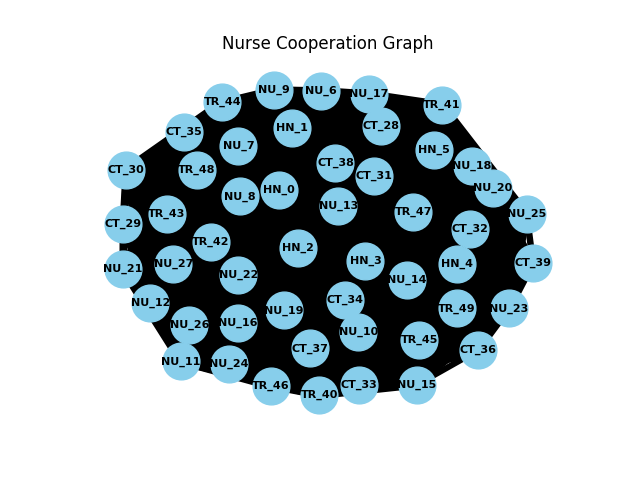 Nurse Cooperation Graph
NU_9
NU_6
NU_17
TR_44
TR_41
HN_1
CT_28
CT_35
NU_7
HN_5
CT_38
NU_18
CT_30
TR_48
CT_31
NU_20
HN_0
NU_8
NU_13
TR_43
TR_47
NU_25
CT_29
CT_32
TR_42
HN_2
HN_3
NU_27
HN_4
CT_39
NU_21
NU_22
NU_14
CT_34
NU_12
NU_19
TR_49
NU_23
NU_26
NU_16
NU_10
TR_45
CT_37
CT_36
NU_11
NU_24
TR_46
CT_33
NU_15
TR_40